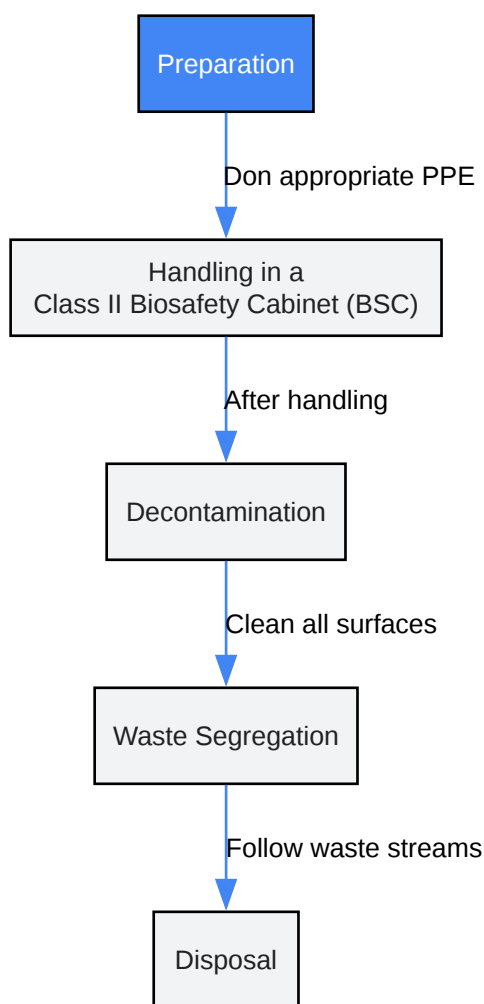 Preparation
Don appropriate PPE
Handling in a
Class II Biosafety Cabinet (BSC)
After handling
Decontamination
Clean all surfaces
Waste Segregation
Follow waste streams
Disposal